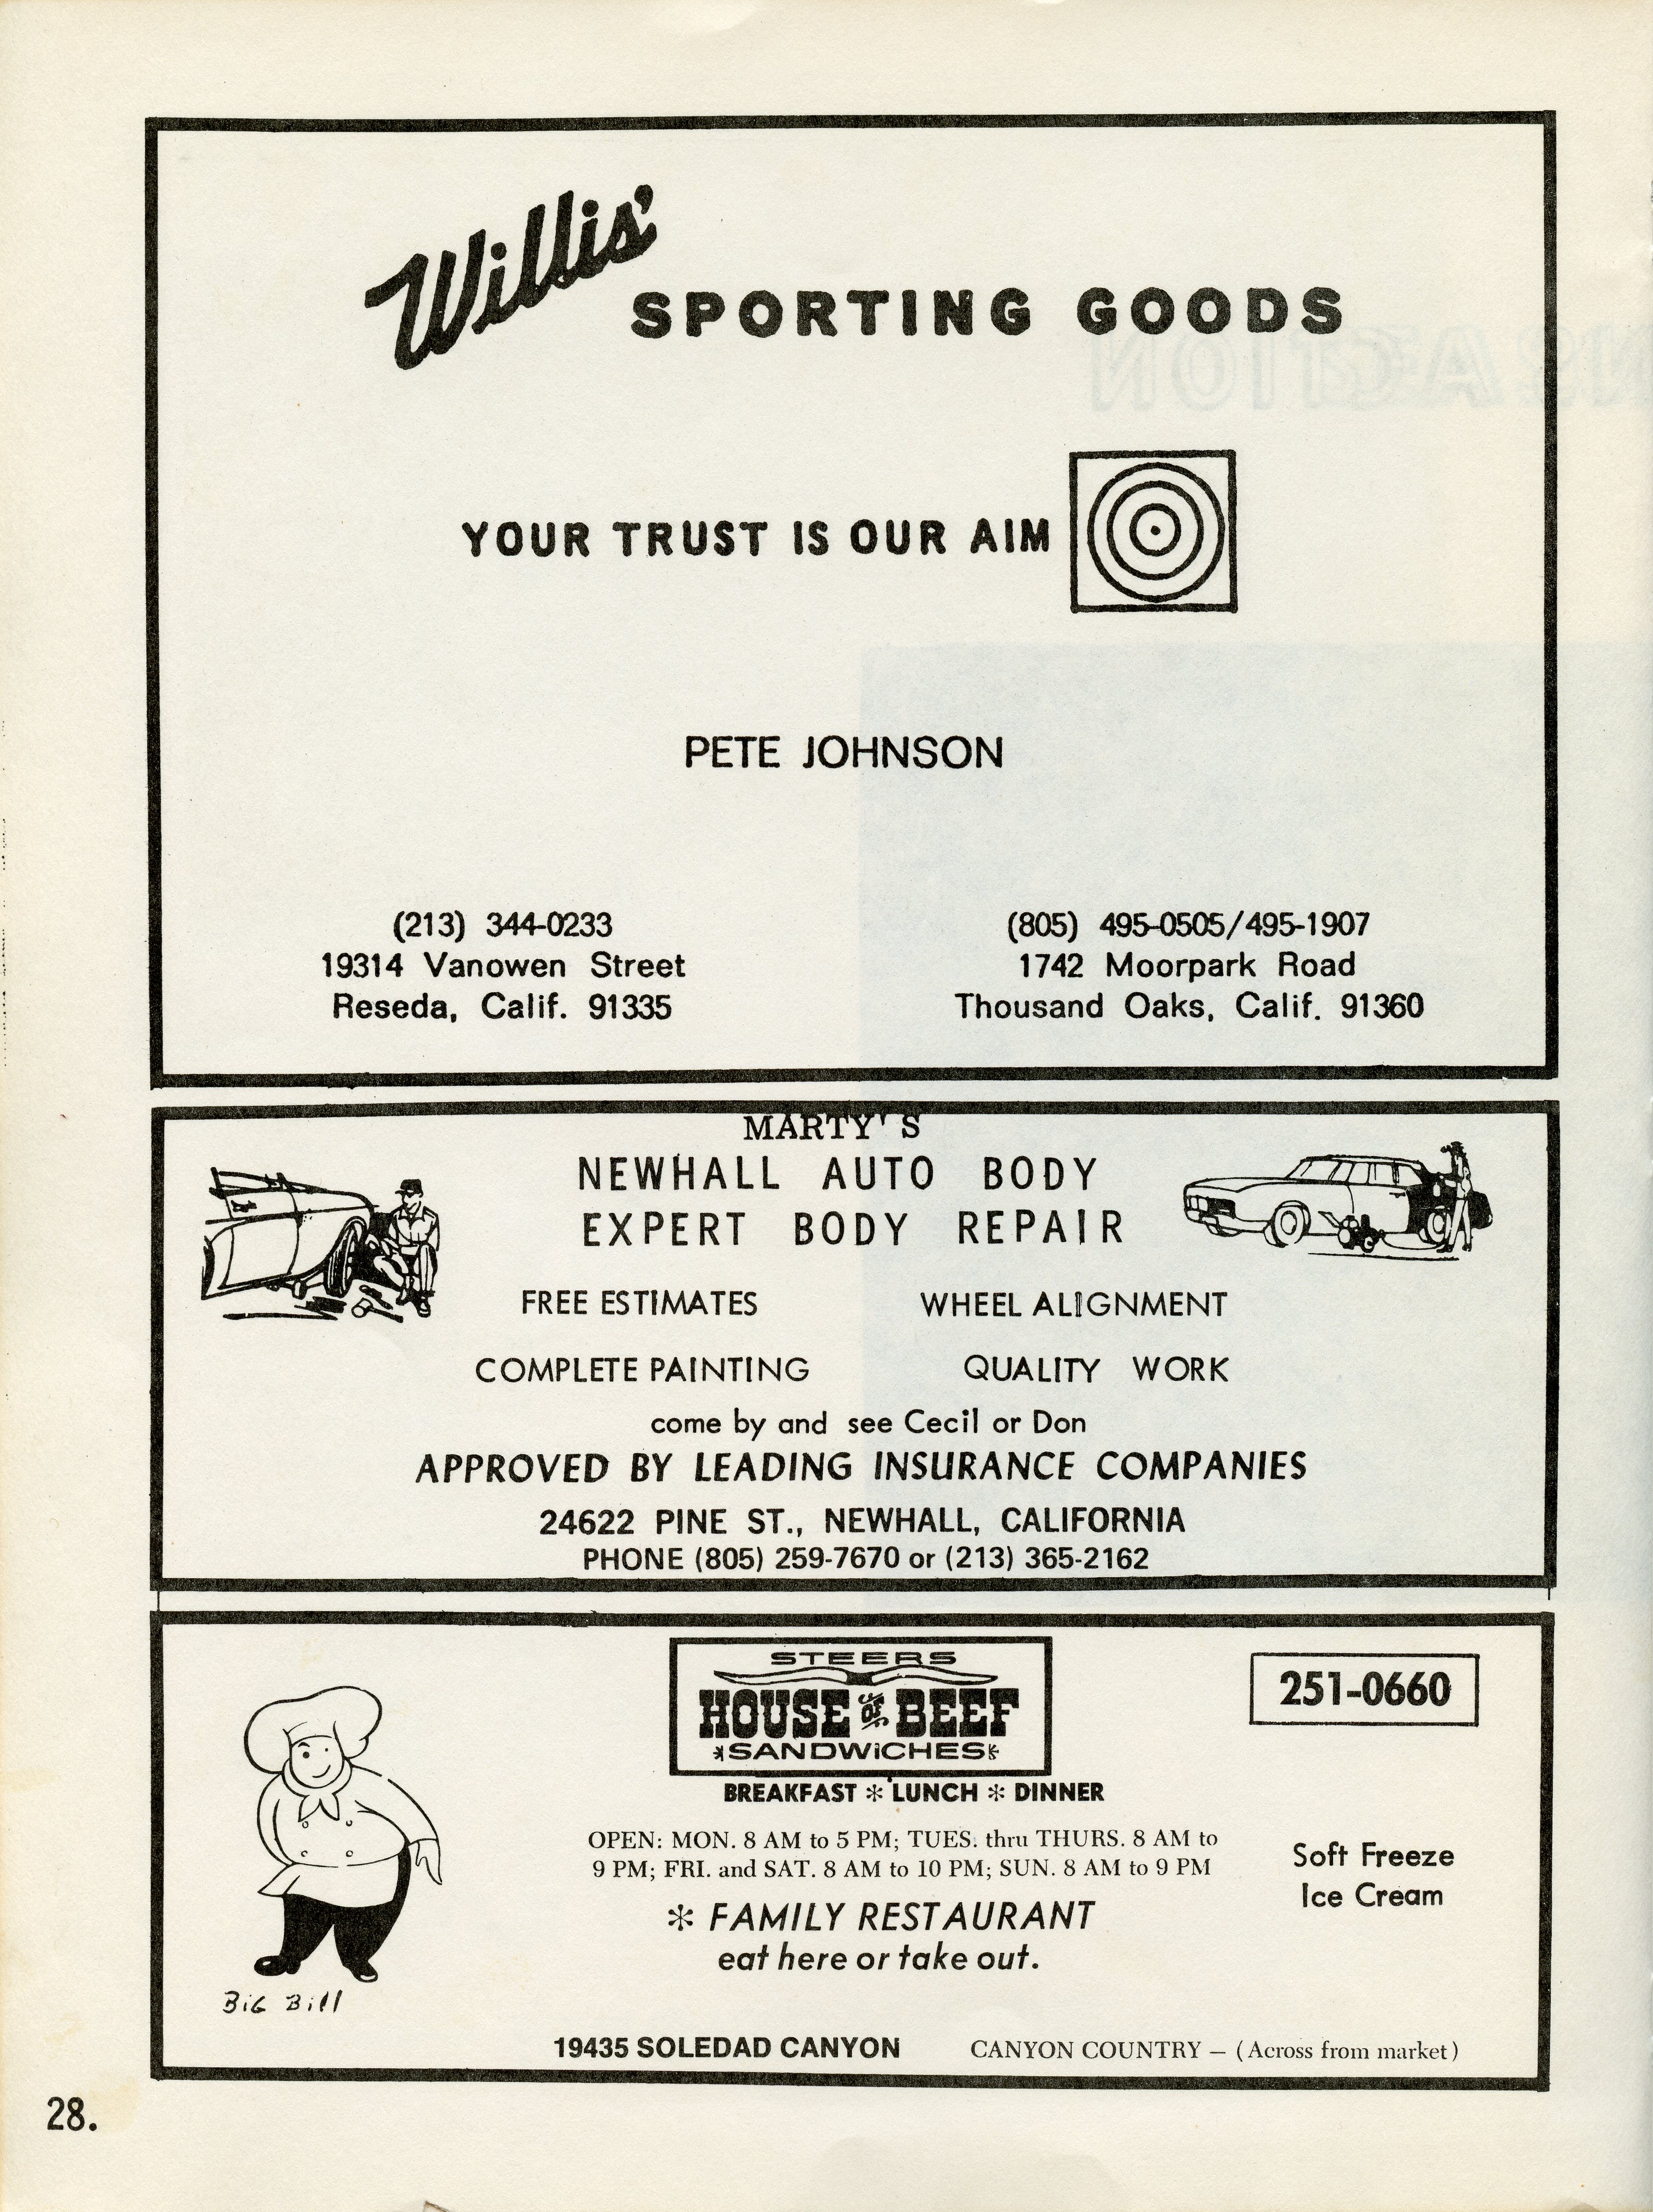 Willis'
SPORTING GOODS
YOUR TRUST IS OUR AIM
PETE JOHNSON
(213) 344-0233
19314 Vanowen Street
Reseda, Calif. 91335
(805) 495-0505/495-1907
1742 Moorpark Road
Thousand Oaks, Calif. 91360
MARTY'S
NEWHALL AUTO BODY
EXPERT BODY REPAIR
FREE ESTIMATES WHEEL ALIGNMENT
COMPLETE PAINTING QUALITY WORK
come by and see Cecil or Don
APPROVED BY LEADING INSURANCE COMPANIES
24622 PINE ST., NEWHALL, CALIFORNIA
PHONE (805) 259-7670 or (213) 365-2162
STEERS
HOUSE OF BEEF
*SANDWiCHES*
251-0660
BREAKFAST * LUNCH * DINNER
OPEN: MON. 8 AM to 5 PM; TUES. thru THURS. 8 AM to
9 PM; FRI. and SAT. 8 AM to 10 PM; SUN. 8 AM to 9 PM
Soft Freeze
Ice Cream
* FAMILY RESTAURANT
eat here or take out.
BiG Bill
19435 SOLEDAD CANYON CANYON COUNTRY – (Across from market)
28.